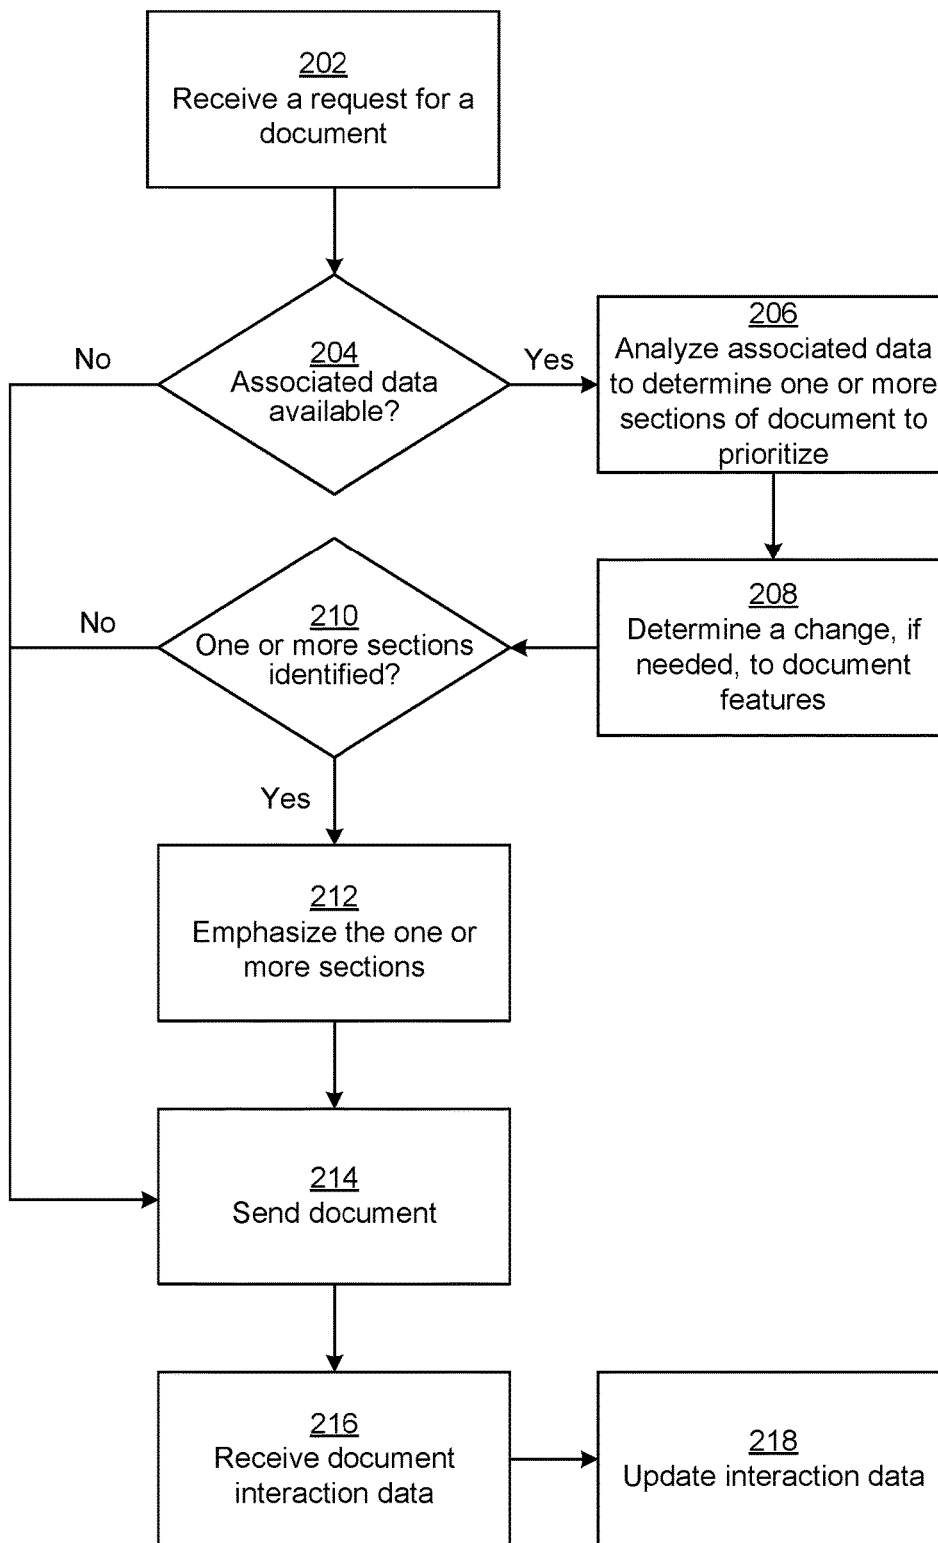 202
Receive a request for a
document
No
204
Associated data
available?
Yes
206
Analyze associated data
to determine one or more
sections of document to
prioritize
No
210
One or more sections
identified?
208
Determine a change, if
needed, to document
features
Yes
212
Emphasize the one or
more sections
214
Send document
216
Receive document
interaction data
218
Update interaction data